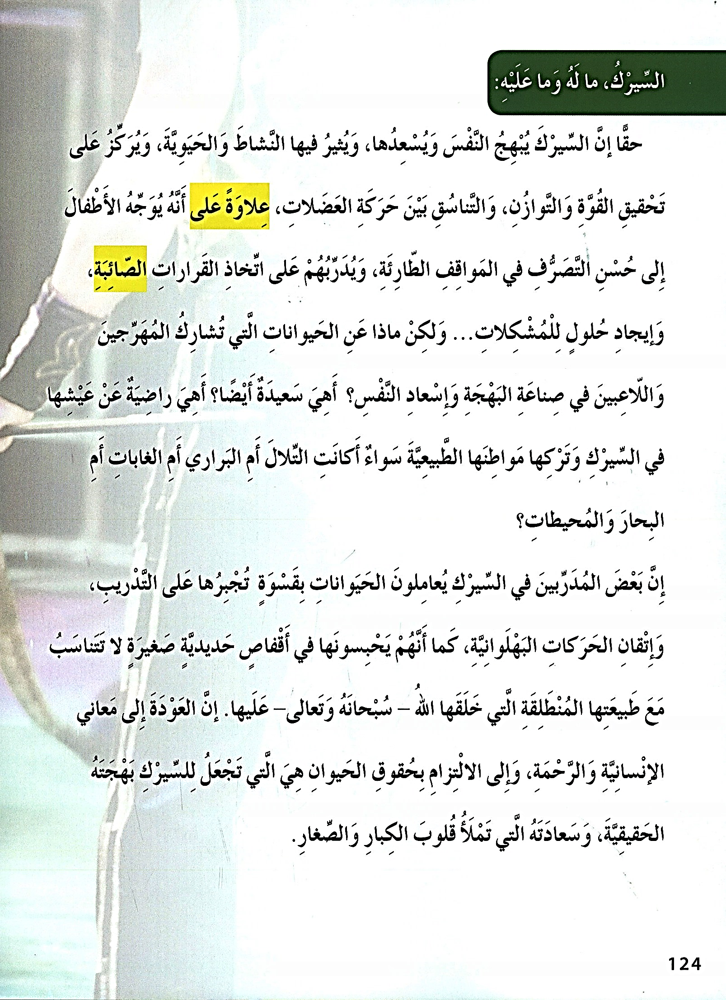 السِّيرْكُ، ما لَهُ وَما عَلَيْهِ:
حقًّا إنَّ السِّيرْكَ يُبْهِجُ النَّفْسَ وَيُسْعِدُها، وَيُثيرُ فيها النَّشاطَ وَالحَيَوِيَّةَ، وَيُرَكِّزُ عَلى
تَحْقيقِ القُوَّةِ وَالتَّوازُنِ، وَالتَّناسُقِ بَيْنَ حَرَكَةِ العَضَلاتِ، عِلاوَةً عَلى أَنَّهُ يُوَجِّهُ الأَطْفالَ
إِلى حُسْنِ التَّصَرُّفِ في المَواقِفِ الطّارِئَةِ، وَيُدَرِّبُهُمْ عَلى اتِّخاذِ القَراراتِ الصّائِبَةِ،
وَإيجادِ حُلولٍ لِلْمُشْكِلاتِ... وَلكِنْ ماذا عَنِ الحَيواناتِ الَّتي تُشارِكُ المُهَرِّجينَ
وَاللّاعِبينَ في صِناعَةِ البَهْجَةِ وَإِسْعادِ النَّفْسِ؟ أَهِيَ سَعيدَةٌ أَيْضًا؟ أَهِيَ راضِيَةٌ عَنْ عَيْشِها
في السِّيرْكِ وَتَرْكِها مَواطِنَها الطَّبيعِيَّةَ سَواءٌ أَكانَتِ التِّلالَ أَمِ البَراري أَمِ الغاباتِ أَمِ
البِحارَ وَالمُحيطاتِ؟
إِنَّ بَعْضَ المُدَرِّبينَ في السِّيرْكِ يُعامِلونَ الحَيَواناتِ بِقَسْوَةٍ تُجْبِرُها عَلى التَّدْريبِ،
وَإِتْقانِ الحَرَكاتِ البَهْلَوانِيَّةِ، كَما أَنَّهُمْ يَحْبِسونَها في أَقْفاصٍ حَديديَّةٍ صَغيرَةٍ لا تَتَناسَبُ
مَعَ طَبيعَتِها المُنْطَلِقَةِ الَّتي خَلَقَها اللهُ – سُبْحانَهُ وَتَعالى– عَلَيها. إنَّ العَوْدَةَ إِلى مَعاني
الإنْسانِيَّةِ وَالرَّحْمَةِ، وَإِلى الالْتِزامِ بِحُقوقِ الحَيوانِ هِيَ الَّتي تَجْعَلُ لِلسِّيرْكِ بَهْجَتَهُ
الحَقيقِيَّةَ، وَسَعادَتَهُ الَّتي تَمْلَأُ قُلوبَ الكِبارِ وَالصِّغارِ.
124